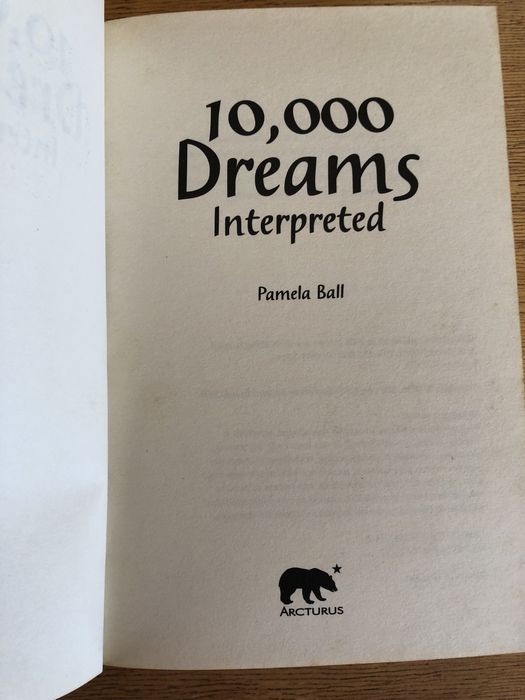 10,000
Dreams
Interpreted
Pamela Ball
ARCTURUS